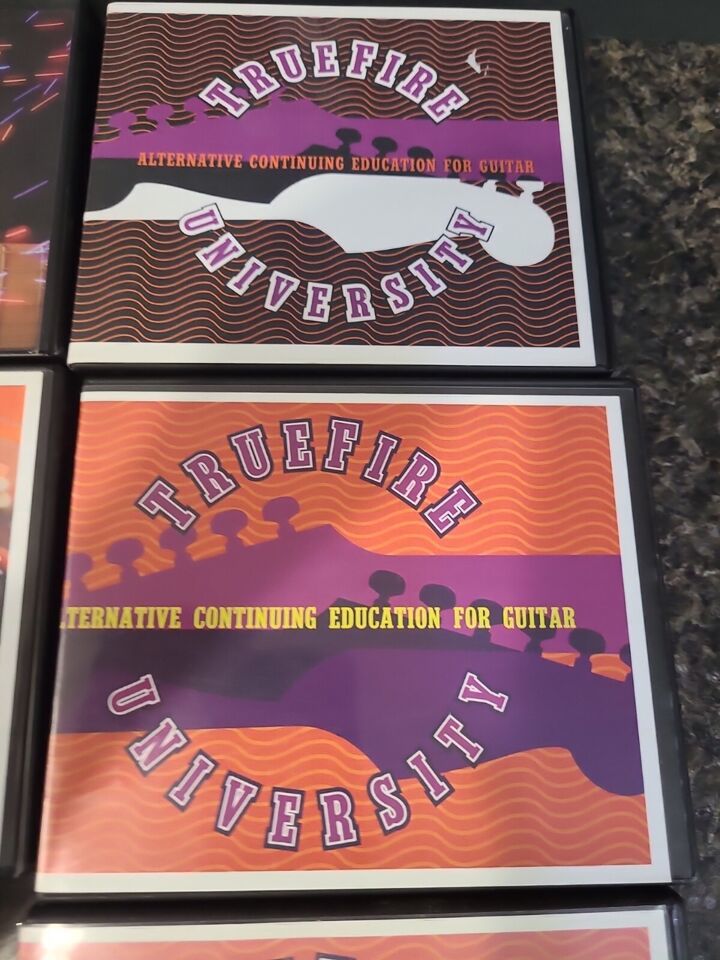 TRUEFIRE
ALTERNATIVE CONTINUING EDUCATION FOR GUITAR
UNIVERSITY
TRUEFIRE
LTERNATIVE CONTINUING EDUCATION FOR GUITAR
UNIVERSITY